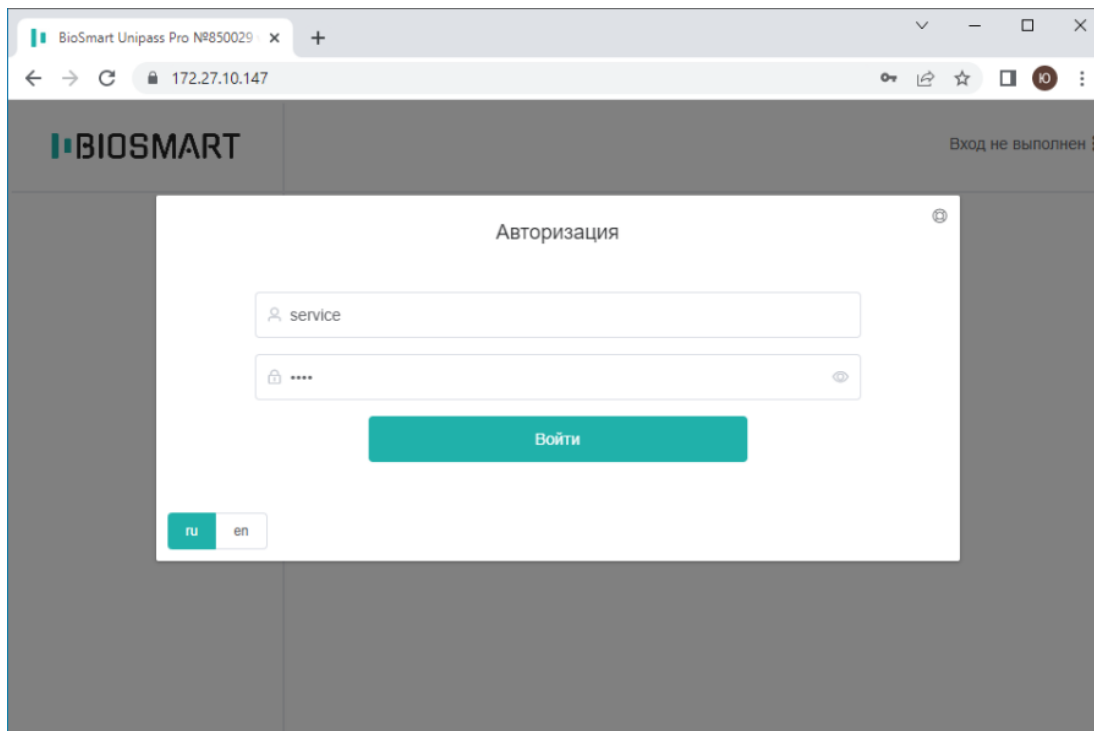 BioSmart Unipass Pro №850029
172.27.10.147
Ю
BIOSMART
Вход не выполнен
Авторизация
service
••••
Войти
ru en